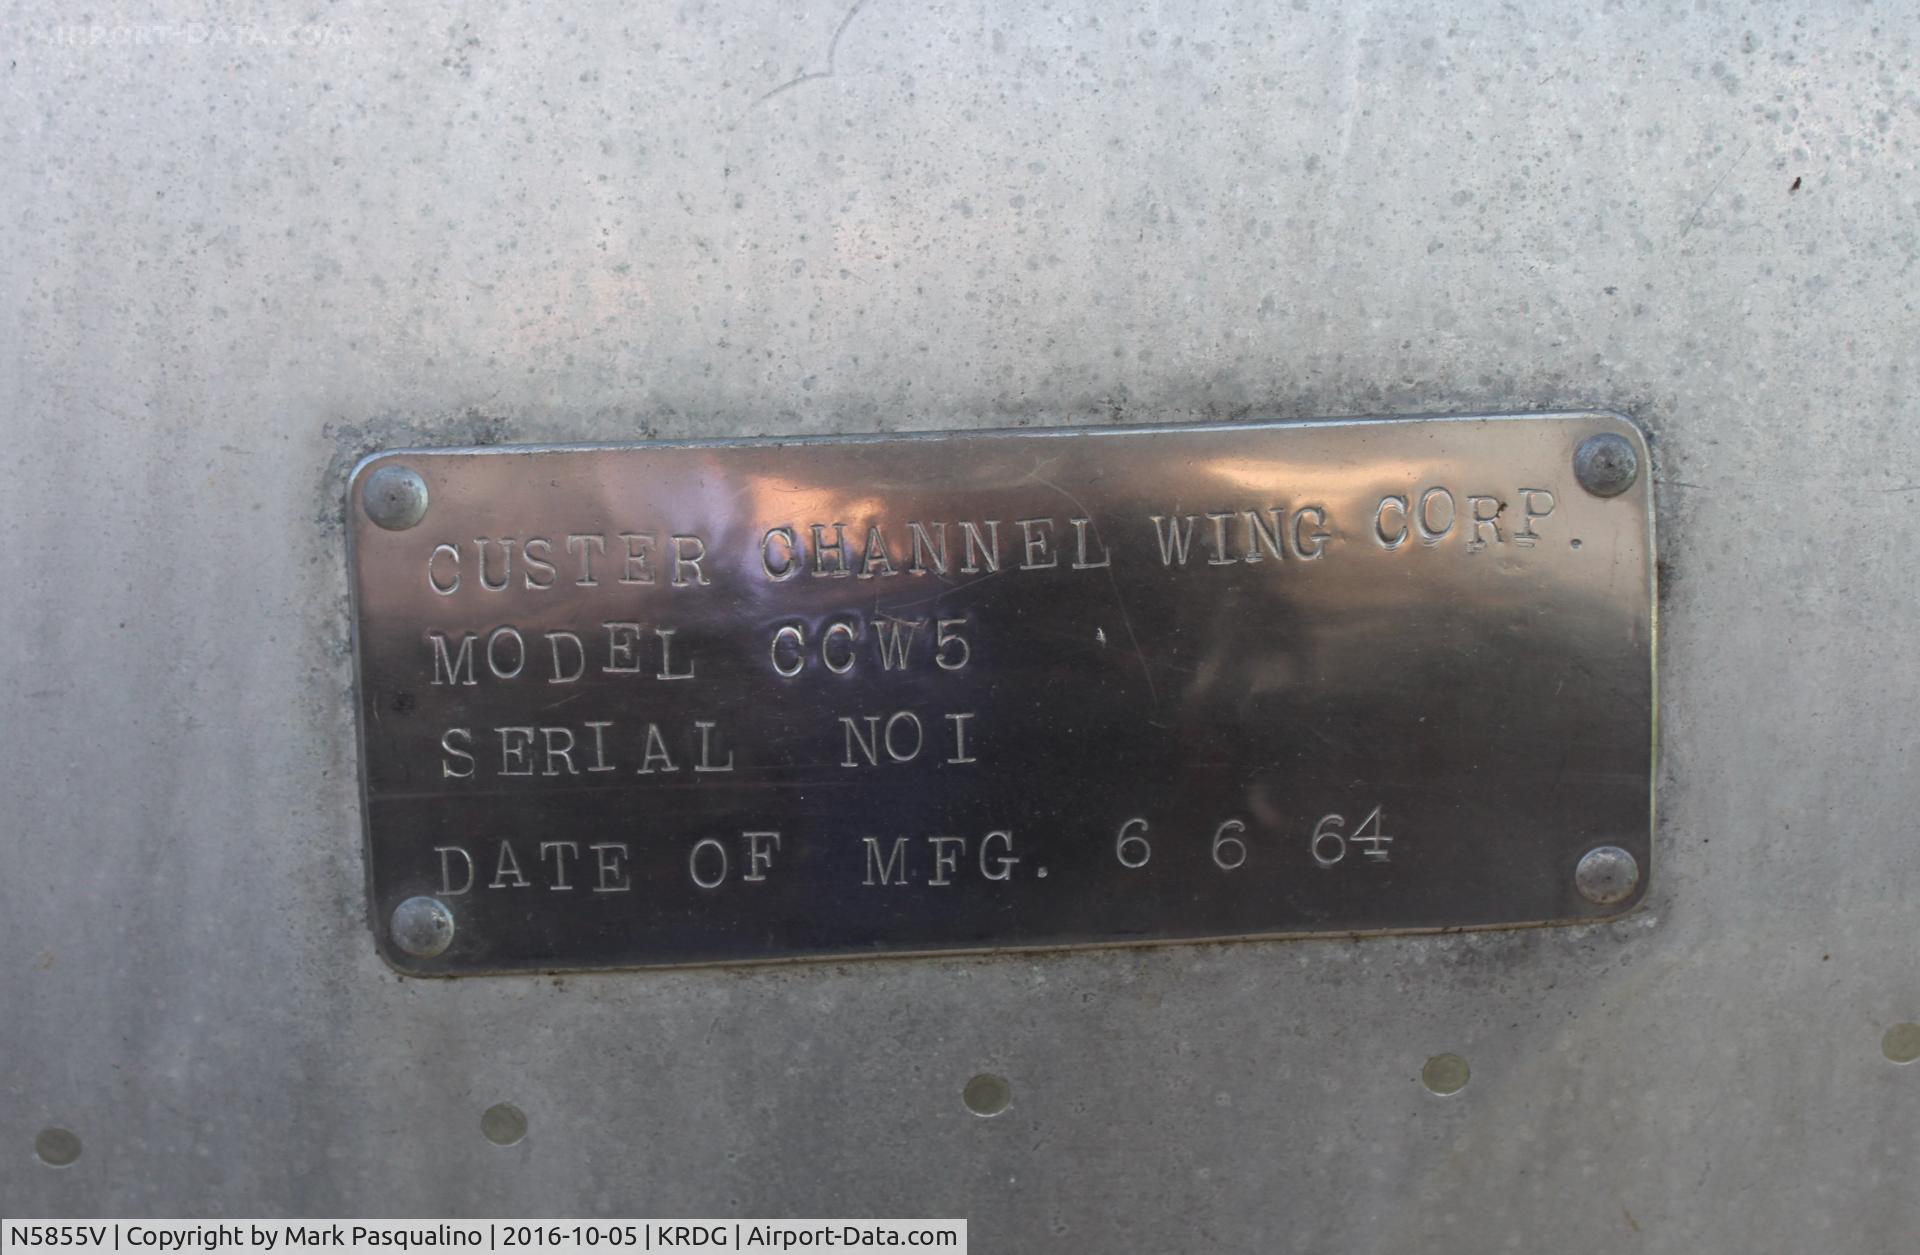 AIRPORT-DATA.COM
CUSTER CHANNEL WING CORP.
MODEL CCW5
SERIAL NO I
DATE OF MFG. 6 6 64
N5855V | Copyright by Mark Pasqualino | 2016-10-05 | KRDG | Airport-Data.com